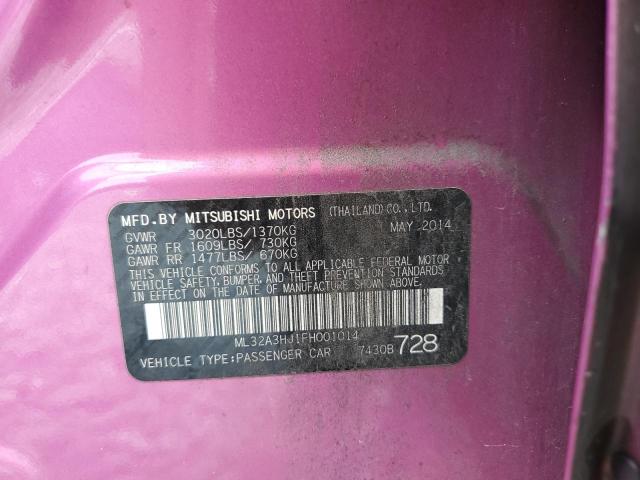 MFD.BY MITSUBISHI MOTORS (THAILAND) CO., LTD.
GVWR 3020LBS/1370KG MAY 2014
GAWR FR 1609LBS/ 730KG
GAWR RR 1477LBS/ 670KG
THIS VEHICLE CONFORMS TO ALL APPLICABLE FEDERAL MOTOR
VEHICLE SAFETY, BUMPER, AND THEFT PREVENTION STANDARDS
IN EFFECT ON THE DATE OF MANUFACTURE SHOWN ABOVE.
ML32A3HJ1FH001014
VEHICLE TYPE:PASSENGER CAR 7430B 728